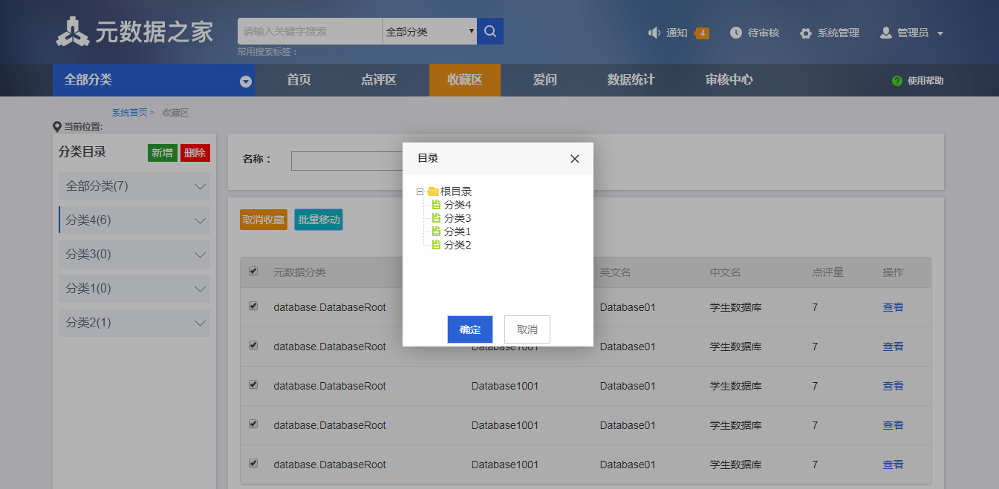 元数据之家
请输入关键字搜索 全部分类
常用搜索标签：
通知 4 待审核 系统管理 管理员
全部分类 首页 点评区 收藏区 爱问 数据统计 审核中心 ? 使用帮助
系统首页 > 收藏区
当前位置:
分类目录 新增 删除
全部分类(7)
分类4(6)
分类3(0)
分类1(0)
分类2(1)
名称：
取消收藏 批量移动
目录
根目录
分类4
分类3
分类1
分类2
确定 取消
元数据分类 英文名 中文名 点评量 操作
database.DatabaseRoot Database01 学生数据库 7 查看
database.DatabaseRoot Database1001 Database01 学生数据库 7 查看
database.DatabaseRoot Database1001 Database01 学生数据库 7 查看
database.DatabaseRoot Database1001 Database01 学生数据库 7 查看
database.DatabaseRoot Database1001 Database01 学生数据库 7 查看